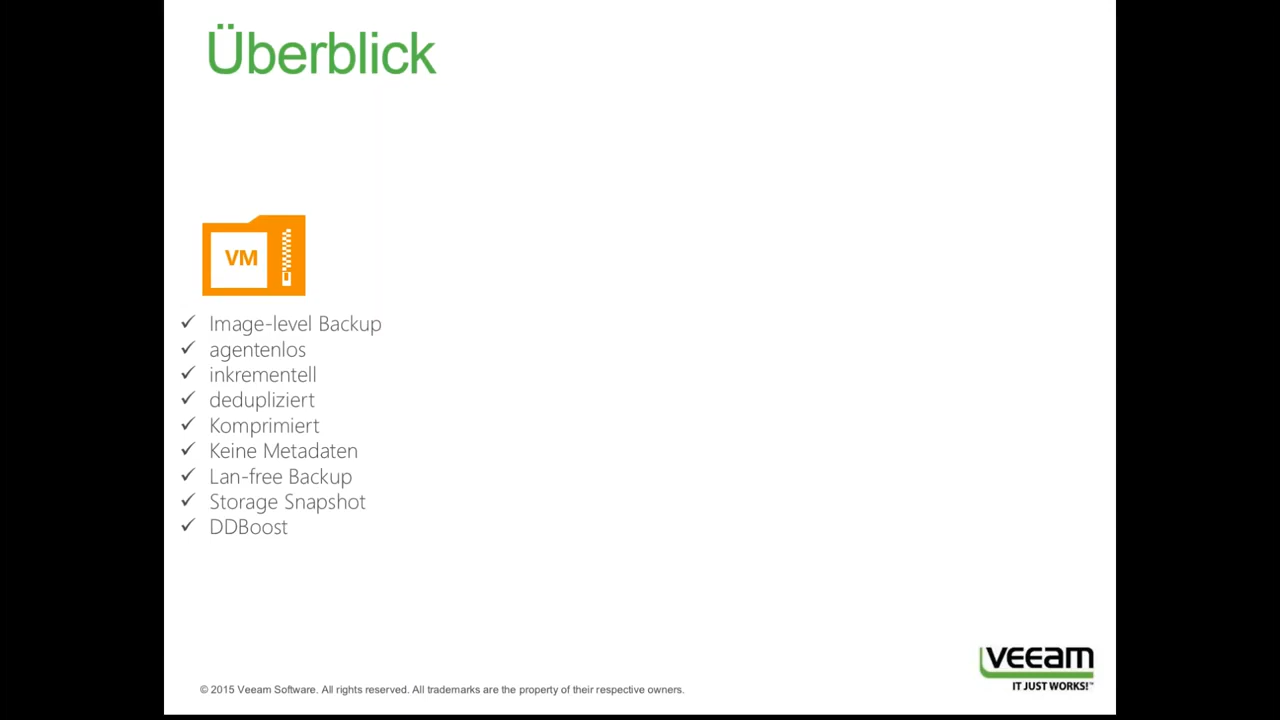 Überblick
VM
✓ Image-level Backup
✓ agentenlos
✓ inkrementell
✓ dedupliziert
✓ Komprimiert
✓ Keine Metadaten
✓ Lan-free Backup
✓ Storage Snapshot
✓ DDBoost
veeam
IT JUST WORKS!™
© 2015 Veeam Software. All rights reserved. All trademarks are the property of their respective owners.